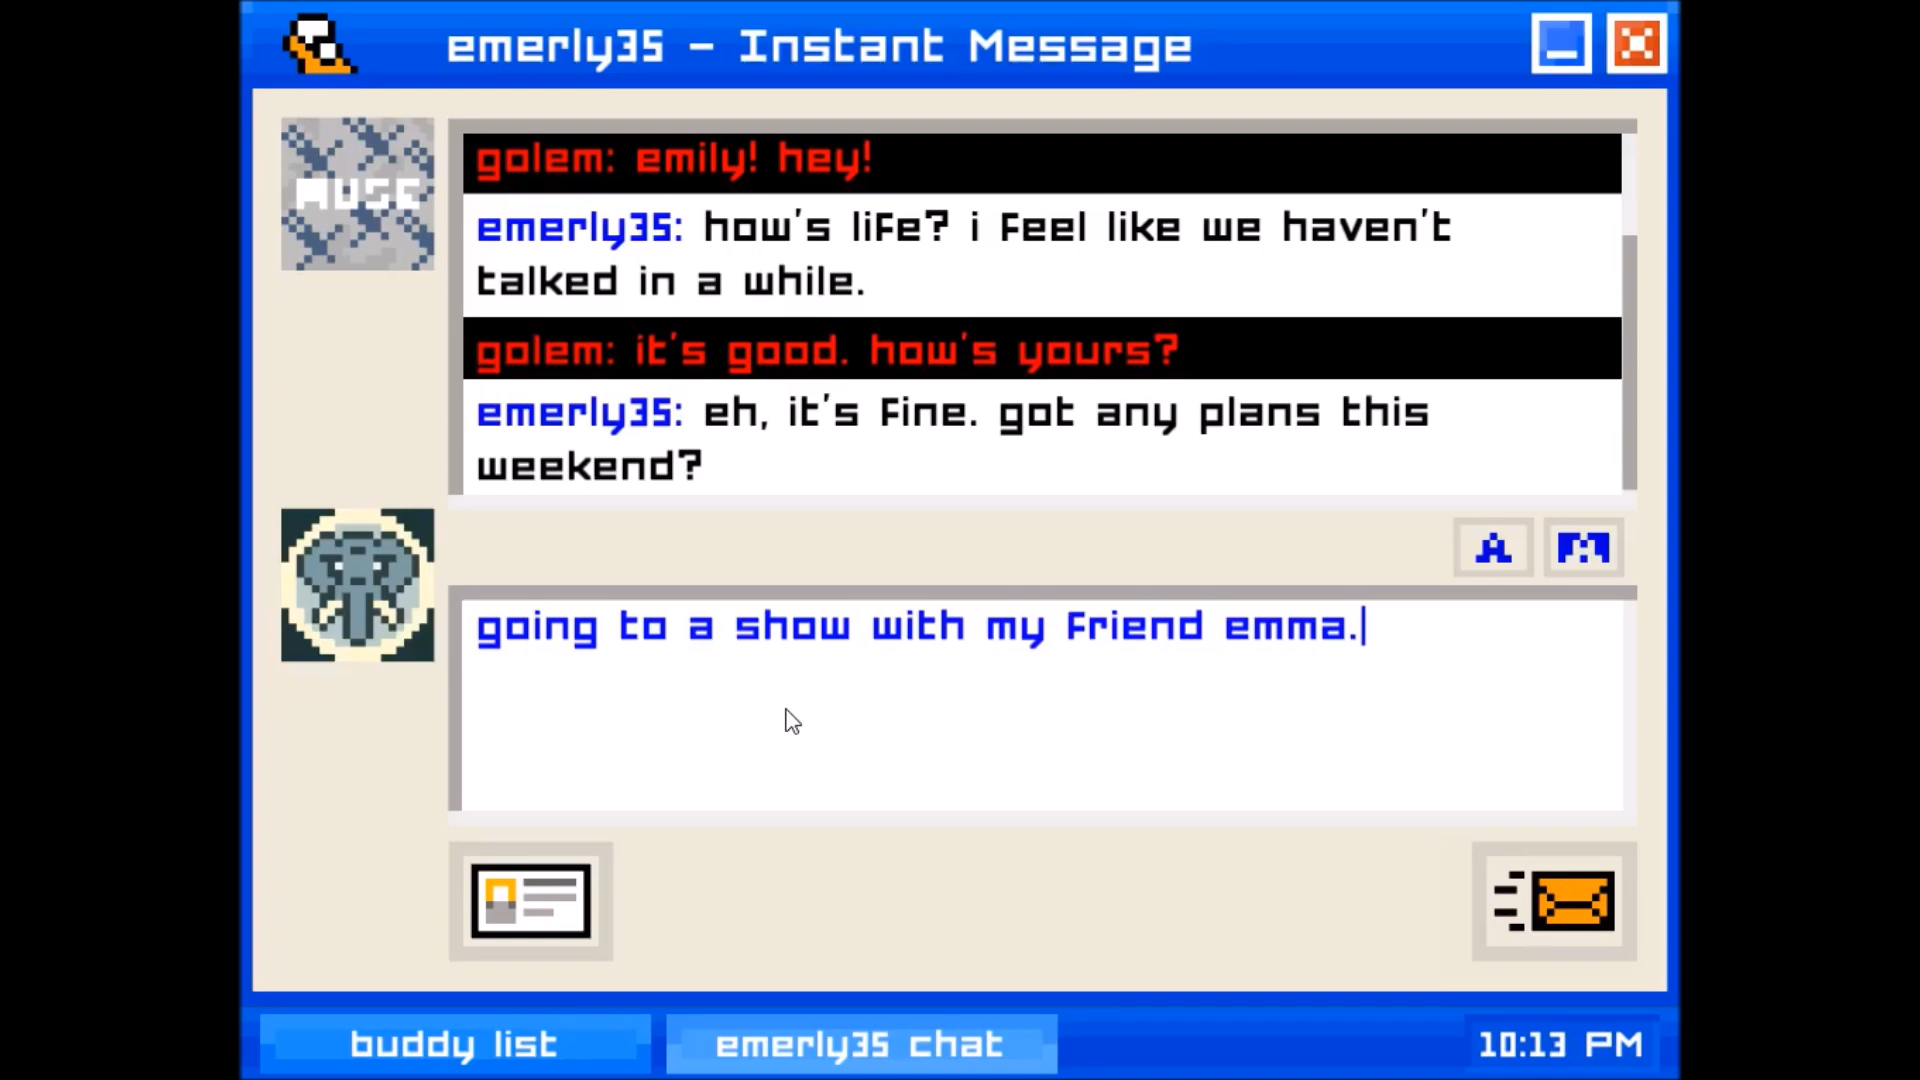 emerly35 - Instant Message
MUSE
golem: emily! hey!
emerly35: how's life? i feel like we haven't
talked in a while.
golem: it's good. how's yours?
emerly35: eh, it's fine. got any plans this
weekend?
A M
going to a show with my friend emma.
buddy list
emerly35 chat
10:13 PM